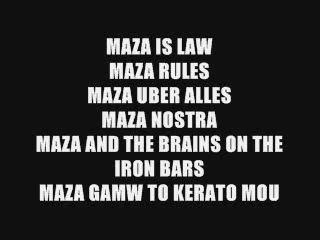 MAZA IS LAW
MAZA RULES
MAZA UBER ALLES
MAZA NOSTRA
MAZA AND THE BRAINS ON THE
IRON BARS
MAZA GAMW TO KERATO MOU